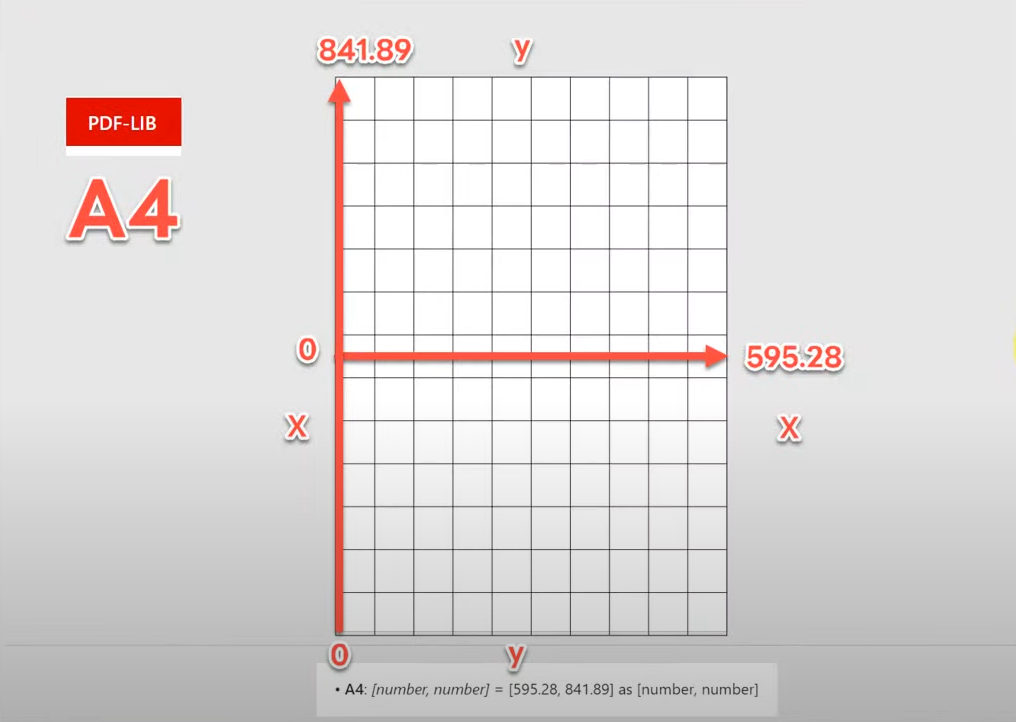 841.89
y
PDF-LIB
A4
0
595.28
X
X
0
y
• A4: [number, number] = [595.28, 841.89] as [number, number]